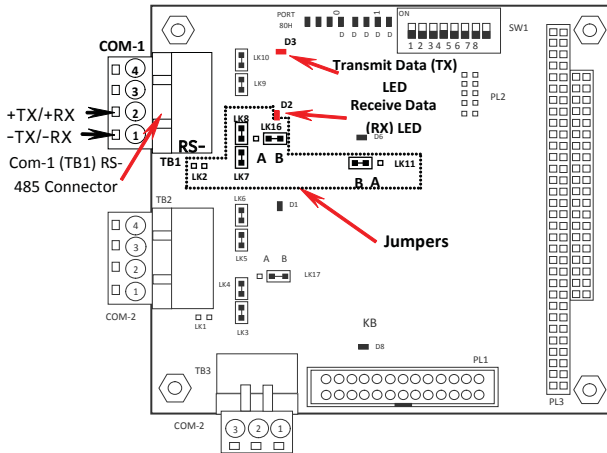 PORT
80H
0
1
D D D D D D
ON
1 2 3 4 5 6 7 8
SW1
COM-1
4
3
2
1
+TX/+RX
−TX/−RX
Com-1 (TB1) RS-
485 Connector
TB1
RS-
LK10
LK9
D3
Transmit Data (TX)
LED
D2
Receive Data
(RX) LED
PL2
LK8
LK16
A B
LK7
LK2
D6
LK11
B A
Jumpers
TB2
4
3
2
1
COM-2
LK6
D1
LK5
A B
LK17
LK4
LK3
LK1
KB
D8
TB3
PL1
PL3
COM-2
3 2 1